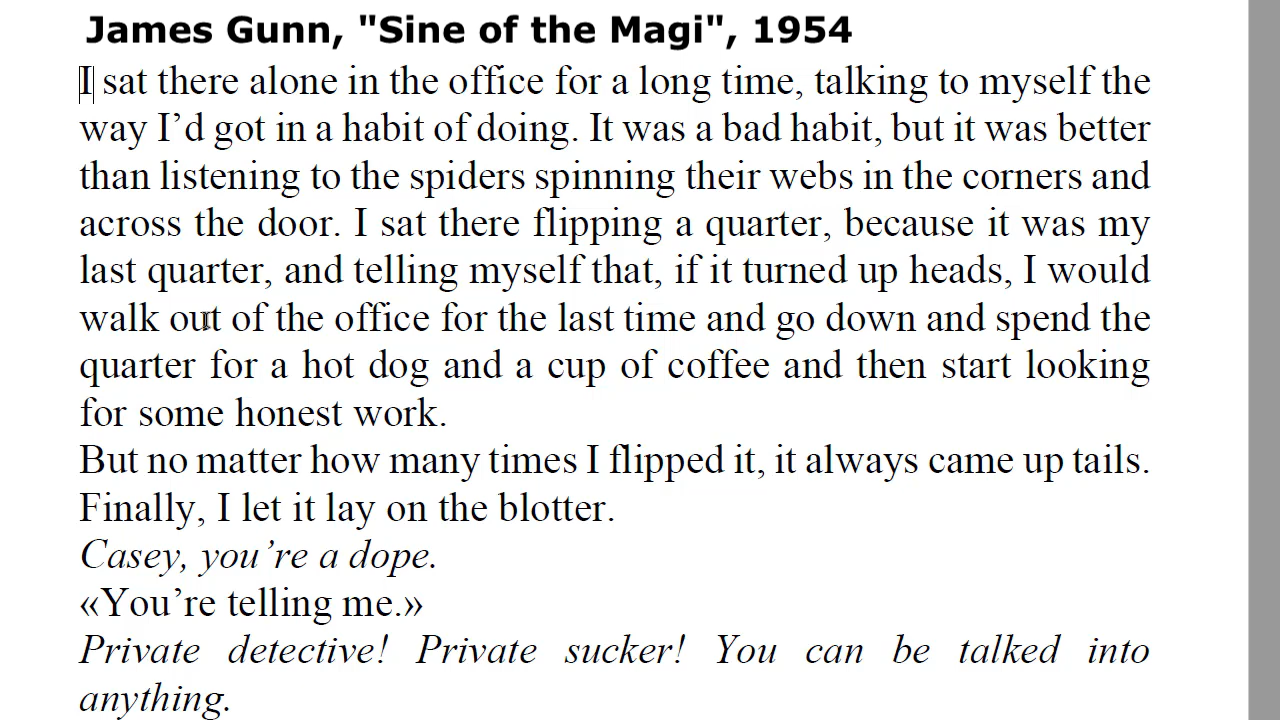 James Gunn, "Sine of the Magi", 1954
I sat there alone in the office for a long time, talking to myself the
way I’d got in a habit of doing. It was a bad habit, but it was better
than listening to the spiders spinning their webs in the corners and
across the door. I sat there flipping a quarter, because it was my
last quarter, and telling myself that, if it turned up heads, I would
walk out of the office for the last time and go down and spend the
quarter for a hot dog and a cup of coffee and then start looking
for some honest work.
But no matter how many times I flipped it, it always came up tails.
Finally, I let it lay on the blotter.
Casey, you’re a dope.
«You’re telling me.»
Private detective! Private sucker! You can be talked into
anything.